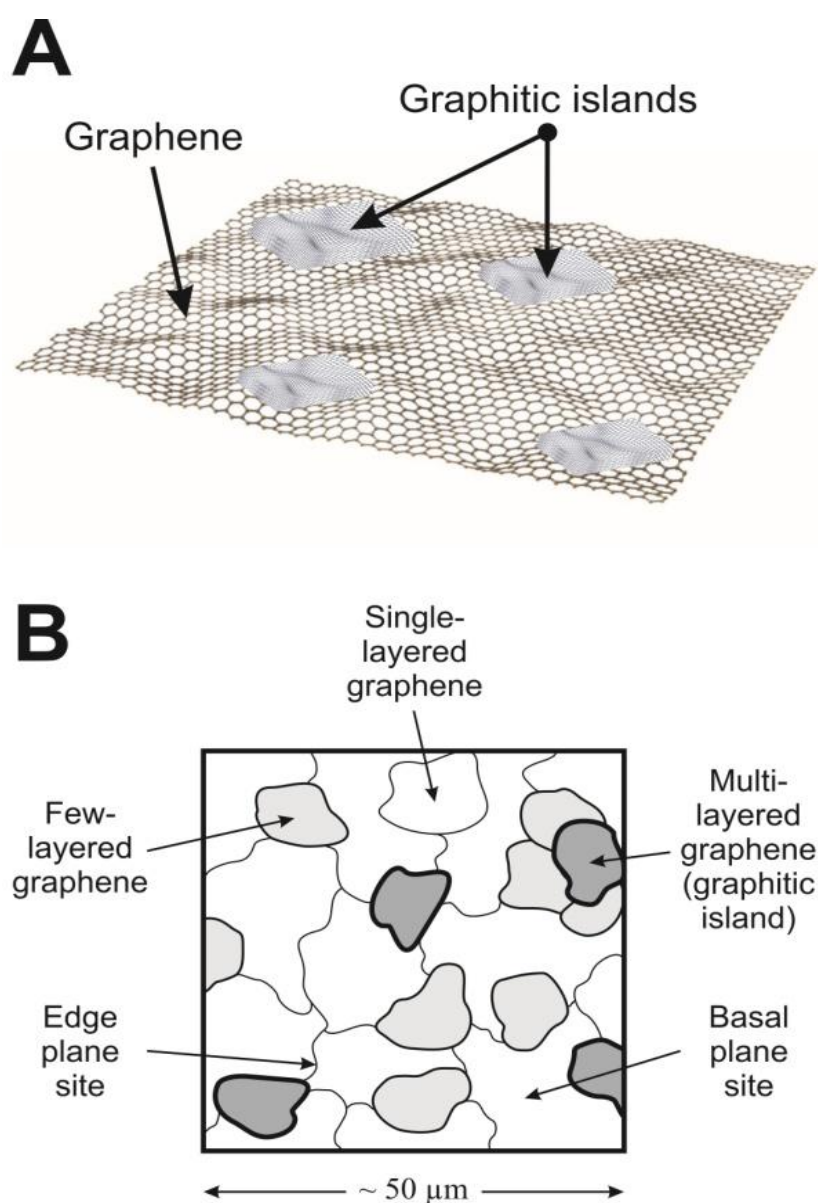 A
Graphitic islands
Graphene
B
Single-
layered
graphene
Few-
layered
graphene
Multi-
layered
graphene
(graphitic
island)
Edge
plane
site
Basal
plane
site
~ 50 µm